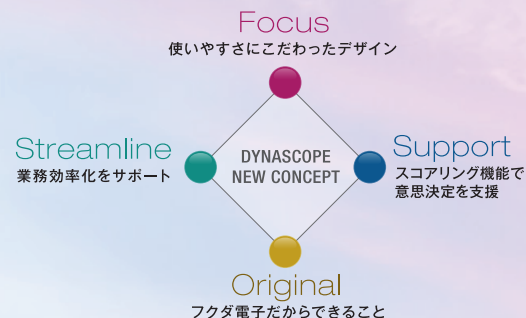 Focus
使いやすさにこだわったデザイン
Streamline
業務効率化をサポート
DYNASCOPE
NEW CONCEPT
Support
スコアリング機能で
意思決定を支援
Original
フクダ電子だからできること